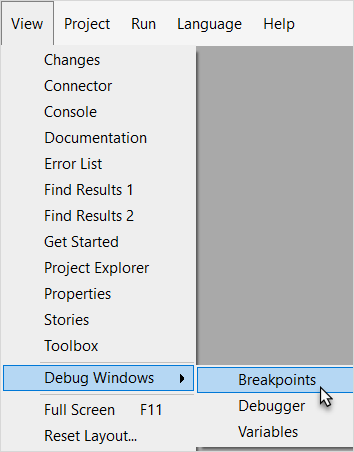 View Project Run Language Help
Changes
Connector
Console
Documentation
Error List
Find Results 1
Find Results 2
Get Started
Project Explorer
Properties
Stories
Toolbox
Debug Windows
Breakpoints
Debugger
Variables
Full Screen F11
Reset Layout...